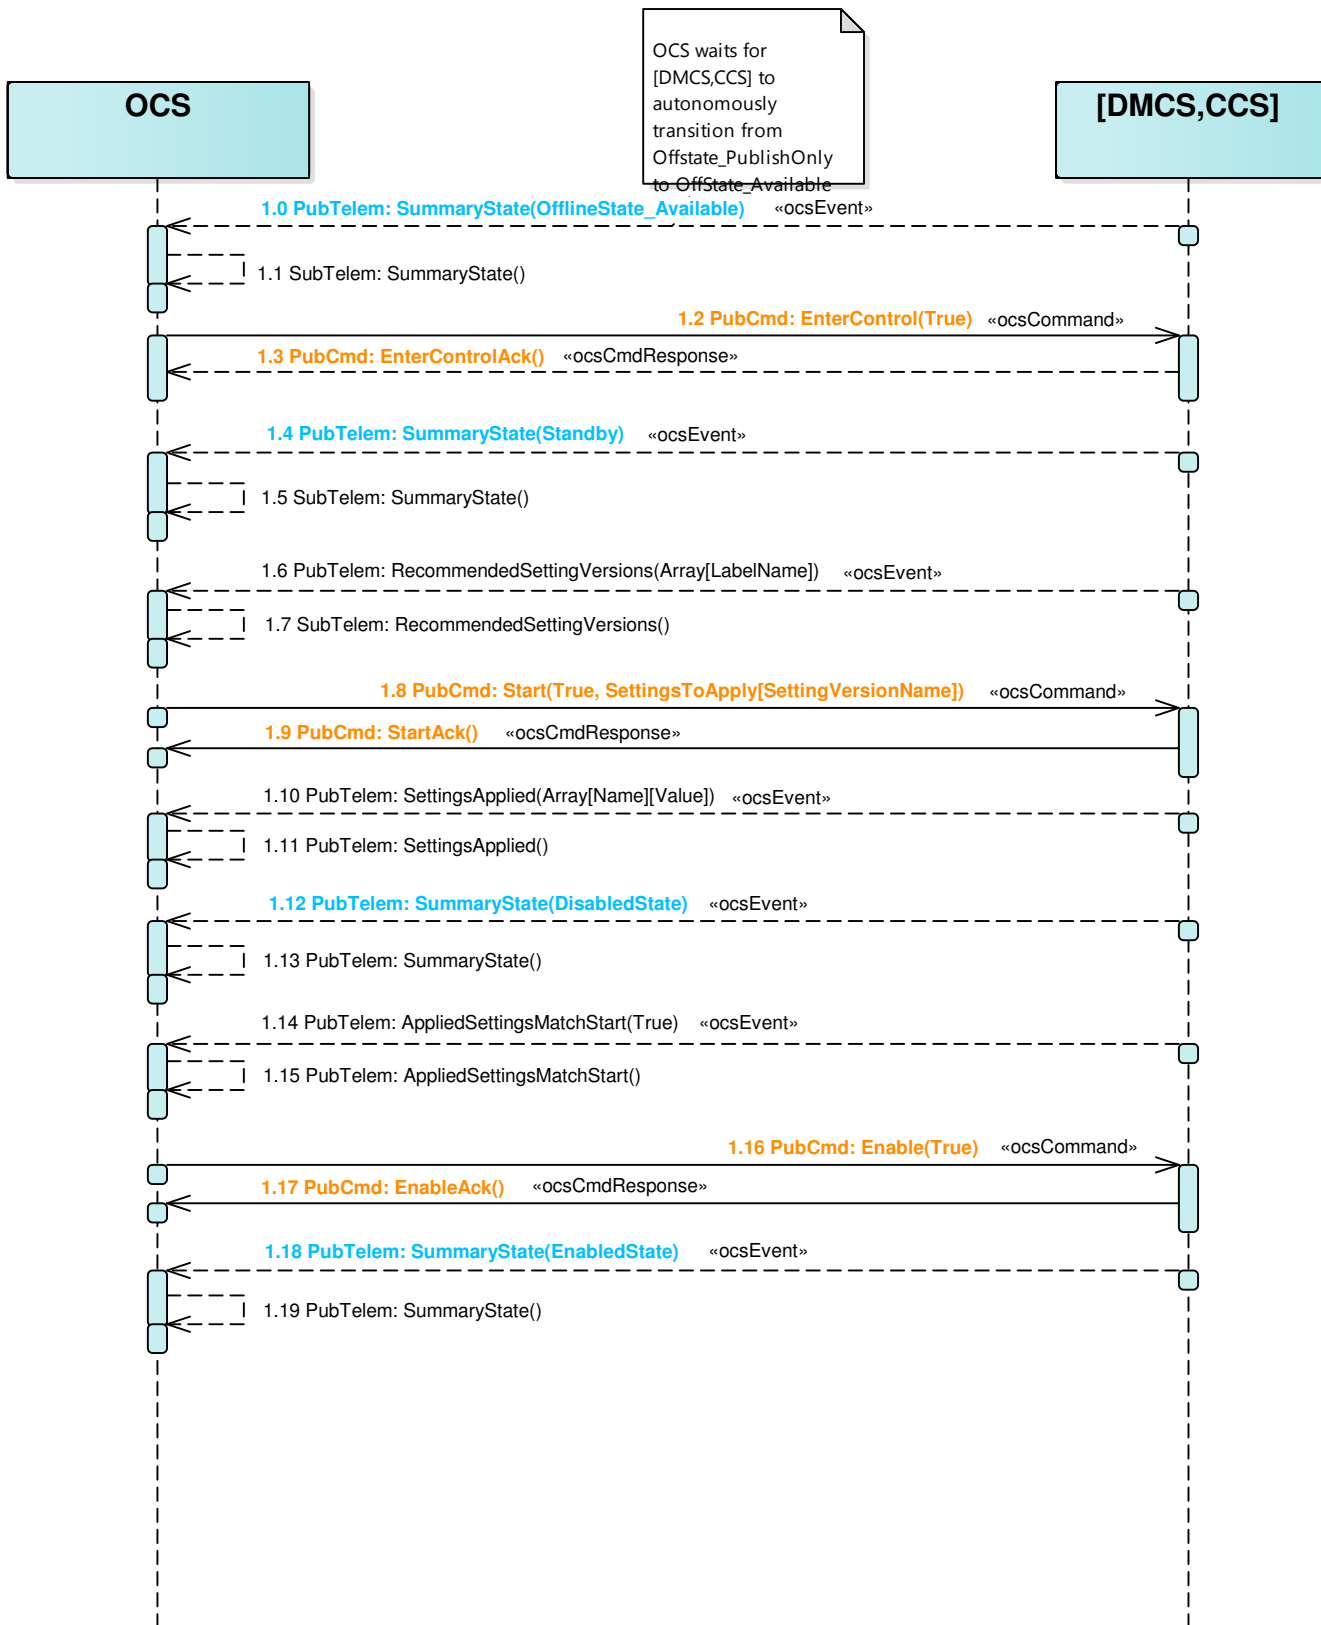 OCS waits for
[DMCS,CCS] to
autonomously
transition from
Offstate_PublishOnly
to OffState_Available
OCS
[DMCS,CCS]
1.0 PubTelem: SummaryState(OfflineState_Available) «ocsEvent»
1.1 SubTelem: SummaryState()
1.2 PubCmd: EnterControl(True) «ocsCommand»
1.3 PubCmd: EnterControlAck() «ocsCmdResponse»
1.4 PubTelem: SummaryState(Standby) «ocsEvent»
1.5 SubTelem: SummaryState()
1.6 PubTelem: RecommendedSettingVersions(Array[LabelName]) «ocsEvent»
1.7 SubTelem: RecommendedSettingVersions()
1.8 PubCmd: Start(True, SettingsToApply[SettingVersionName]) «ocsCommand»
1.9 PubCmd: StartAck() «ocsCmdResponse»
1.10 PubTelem: SettingsApplied(Array[Name][Value]) «ocsEvent»
1.11 PubTelem: SettingsApplied()
1.12 PubTelem: SummaryState(DisabledState) «ocsEvent»
1.13 PubTelem: SummaryState()
1.14 PubTelem: AppliedSettingsMatchStart(True) «ocsEvent»
1.15 PubTelem: AppliedSettingsMatchStart()
1.16 PubCmd: Enable(True) «ocsCommand»
1.17 PubCmd: EnableAck() «ocsCmdResponse»
1.18 PubTelem: SummaryState(EnabledState) «ocsEvent»
1.19 PubTelem: SummaryState()